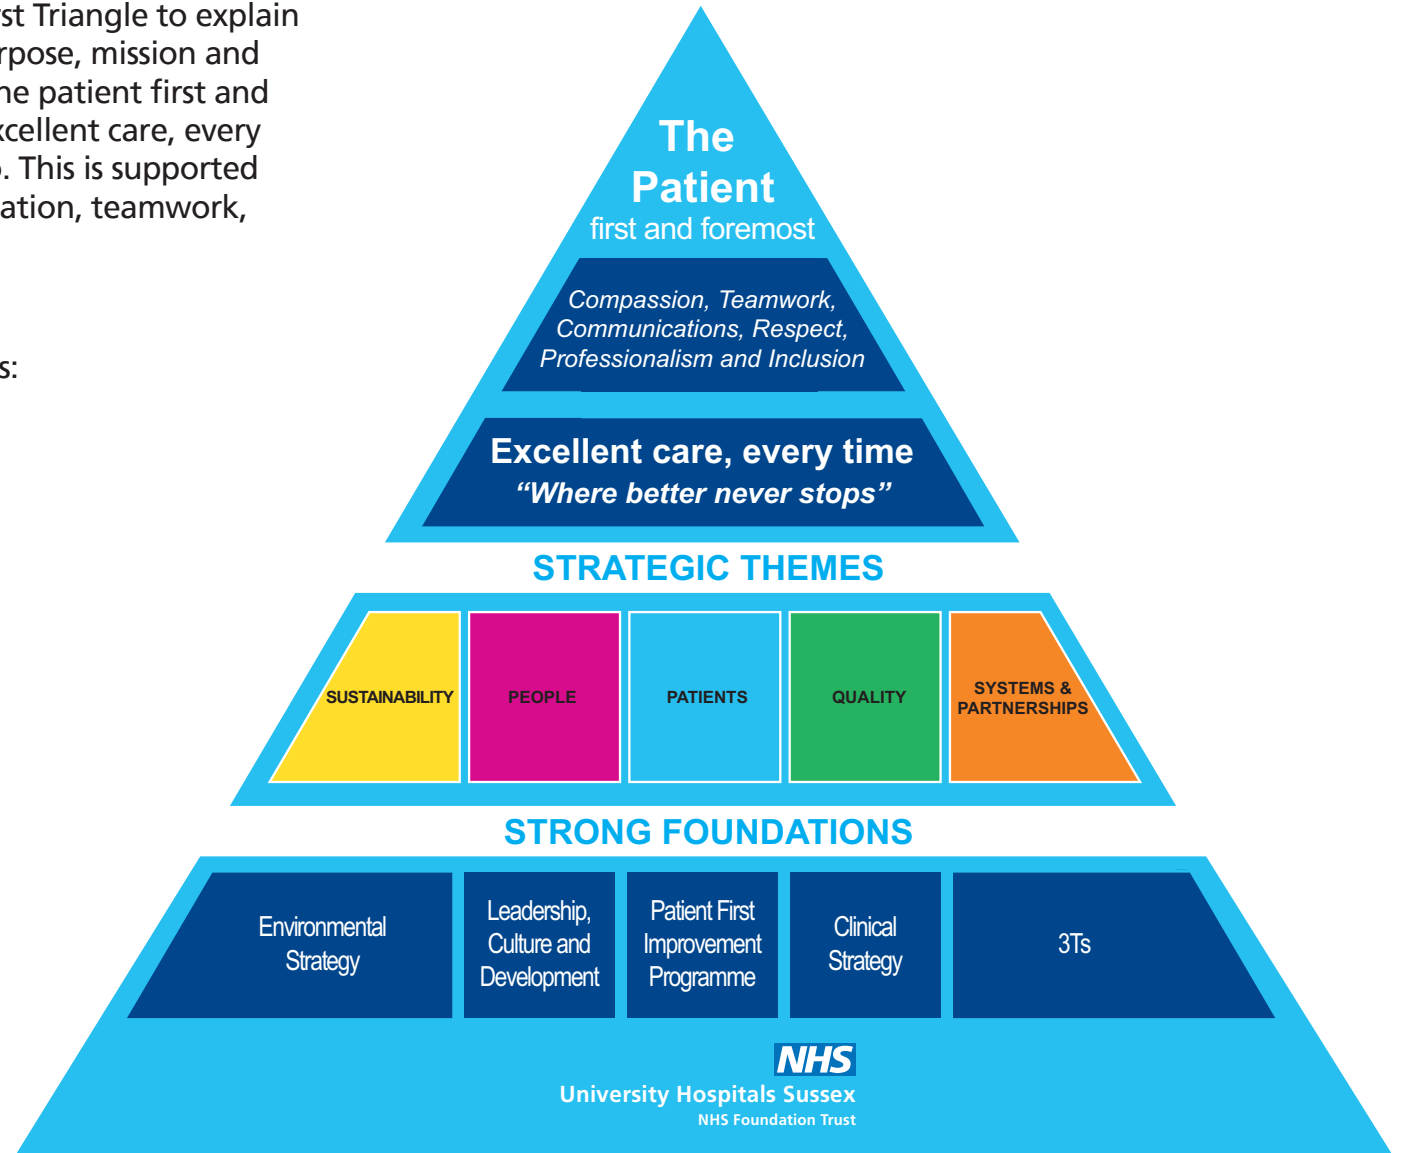 st Triangle to explain
rpose, mission and
he patient first and
xcellent care, every
. This is supported
ation, teamwork,
s:
The
Patient
first and foremost
Compassion, Teamwork,
Communications, Respect,
Professionalism and Inclusion
Excellent care, every time
“Where better never stops”
STRATEGIC THEMES
SUSTAINABILITY
PEOPLE
PATIENTS
QUALITY
SYSTEMS &
PARTNERSHIPS
STRONG FOUNDATIONS
Environmental
Strategy
Leadership,
Culture and
Development
Patient First
Improvement
Programme
Clinical
Strategy
3Ts
NHS
University Hospitals Sussex
NHS Foundation Trust